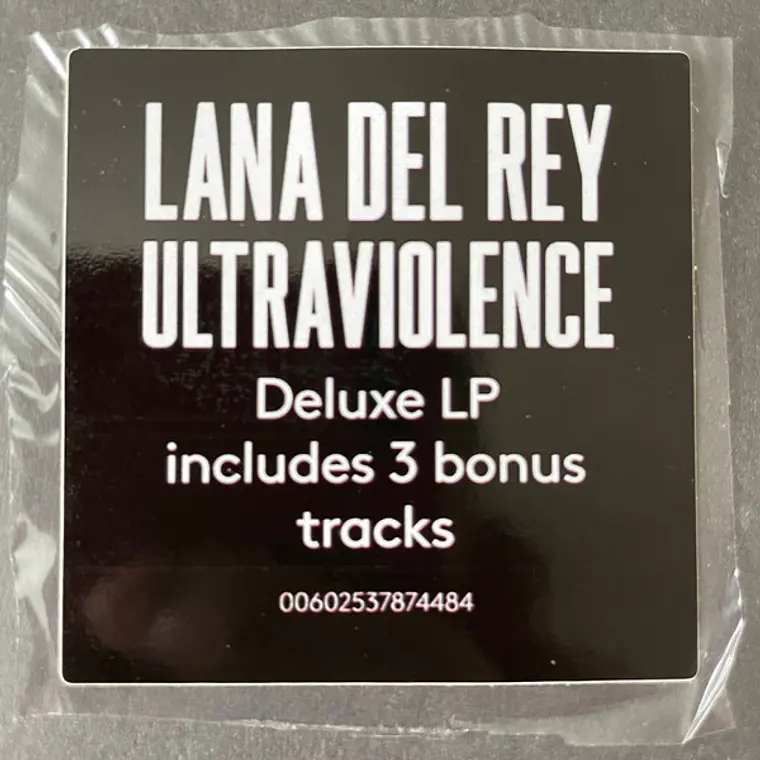 LANA DEL REY
ULTRAVIOLENCE
Deluxe LP
includes 3 bonus
tracks
00602537874484